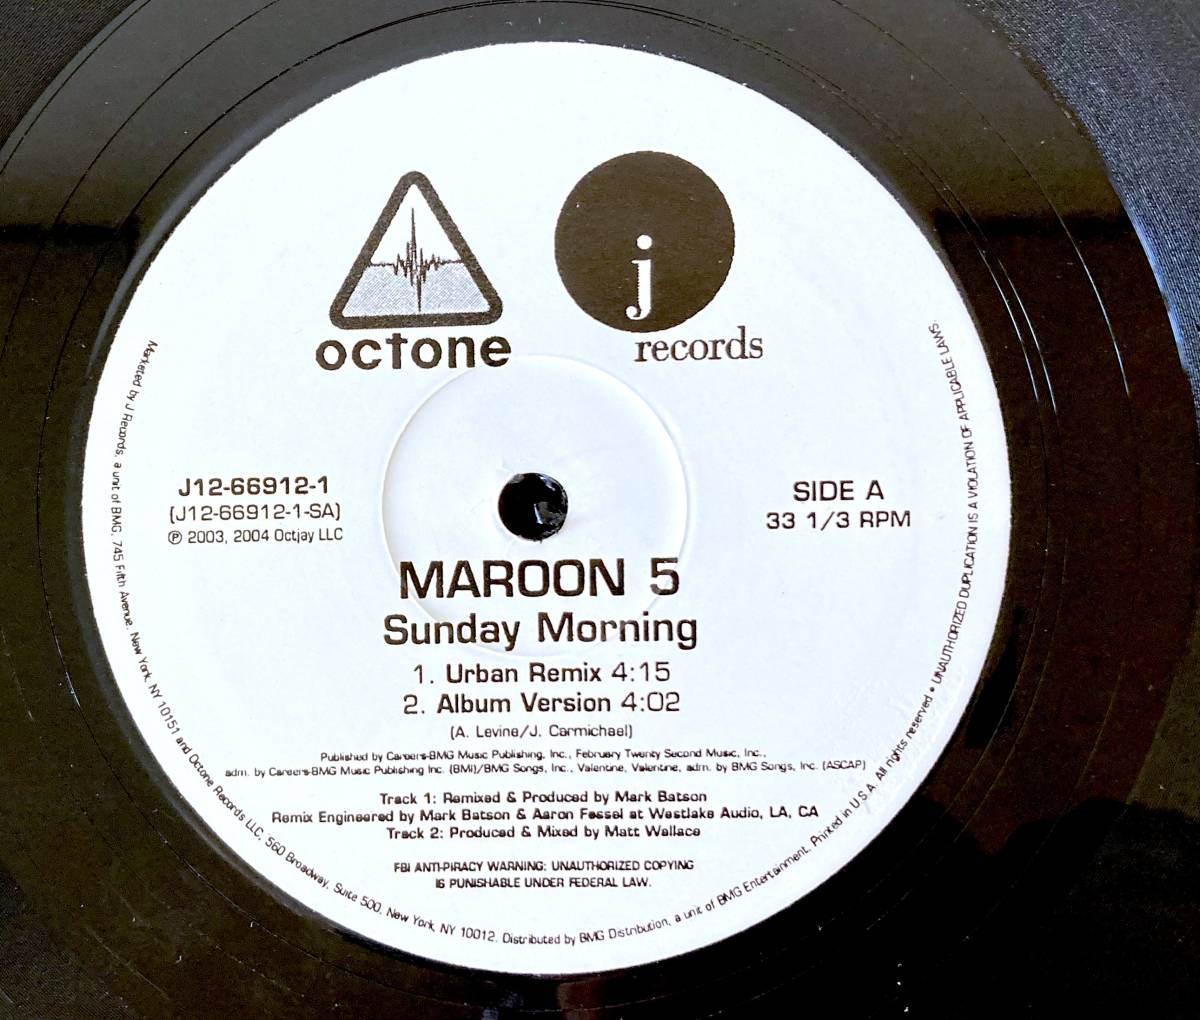 octone
j
records
J12-66912-1
(J12-66912-1-SA)
℗ 2003, 2004 Octjay LLC
SIDE A
33 1/3 RPM
MAROON 5
Sunday Morning
1. Urban Remix 4:15
2. Album Version 4:02
(A. Levine/J. Carmichael)
Published by Careers-BMG Music Publishing, Inc., February Twenty Second Music, Inc.,
adm. by Careers-BMG Music Publishing Inc. (BMI)/BMG Songs, Inc., Valentine, Valentine, adm. by BMG Songs, Inc. (ASCAP)
Track 1: Remixed & Produced by Mark Batson
Remix Engineered by Mark Batson & Aaron Fessel at Westlake Audio, LA, CA
Track 2: Produced & Mixed by Matt Wallace
FBI ANTI-PIRACY WARNING: UNAUTHORIZED COPYING
IS PUNISHABLE UNDER FEDERAL LAW.
Marketed by J Records, a unit of BMG, 745 Fifth Avenue, New York, NY 10151 and Octone Records LLC, 560 Broadway, Suite 500, New York, NY 10012. Distributed by BMG Distribution, a unit of BMG Entertainment. Printed in U.S.A. All rights reserved • UNAUTHORIZED DUPLICATION IS A VIOLATION OF APPLICABLE LAWS.